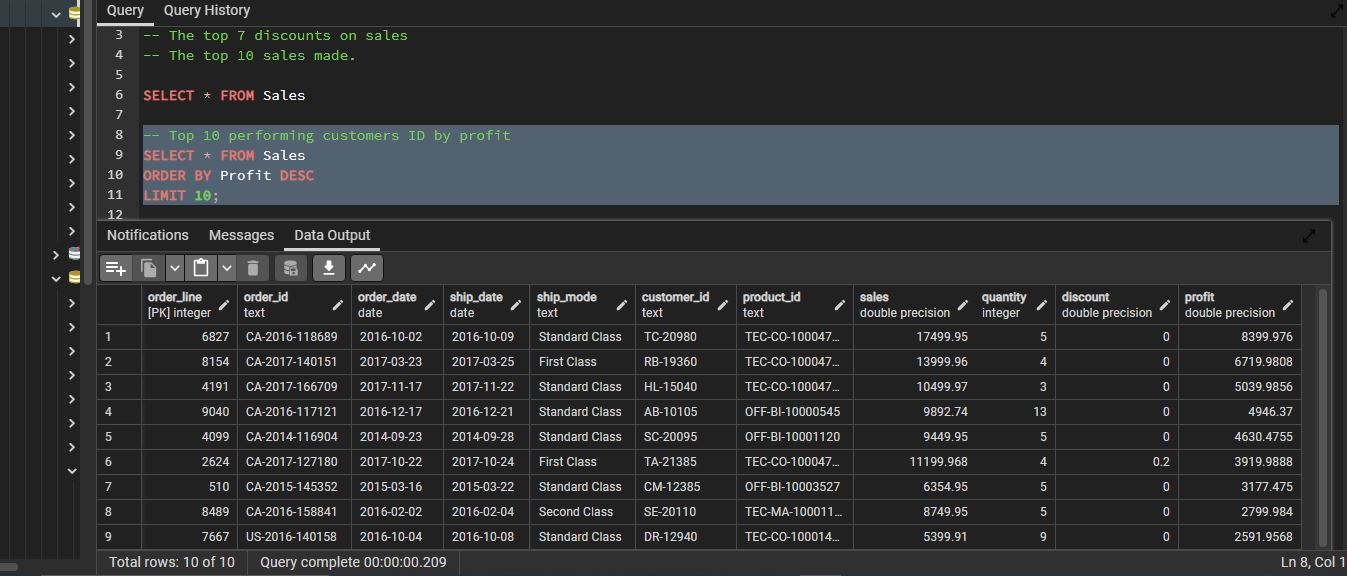 Query Query History
3 -- The top 7 discounts on sales
4 -- The top 10 sales made.
5
6 SELECT * FROM Sales
7
8 -- Top 10 performing customers ID by profit
9 SELECT * FROM Sales
10 ORDER BY Profit DESC
11 LIMIT 10;
12
Notifications Messages Data Output
order_line order_id order_date ship_date ship_mode customer_id product_id sales quantity discount profit
[PK] integer text date date text text text double precision integer double precision double precision
1 6827 CA-2016-118689 2016-10-02 2016-10-09 Standard Class TC-20980 TEC-CO-100047... 17499.95 5 0 8399.976
2 8154 CA-2017-140151 2017-03-23 2017-03-25 First Class RB-19360 TEC-CO-100047... 13999.96 4 0 6719.9808
3 4191 CA-2017-166709 2017-11-17 2017-11-22 Standard Class HL-15040 TEC-CO-100047... 10499.97 3 0 5039.9856
4 9040 CA-2016-117121 2016-12-17 2016-12-21 Standard Class AB-10105 OFF-BI-10000545 9892.74 13 0 4946.37
5 4099 CA-2014-116904 2014-09-23 2014-09-28 Standard Class SC-20095 OFF-BI-10001120 9449.95 5 0 4630.4755
6 2624 CA-2017-127180 2017-10-22 2017-10-24 First Class TA-21385 TEC-CO-100047... 11199.968 4 0.2 3919.9888
7 510 CA-2015-145352 2015-03-16 2015-03-22 Standard Class CM-12385 OFF-BI-10003527 6354.95 5 0 3177.475
8 8489 CA-2016-158841 2016-02-02 2016-02-04 Second Class SE-20110 TEC-MA-100011... 8749.95 5 0 2799.984
9 7667 US-2016-140158 2016-10-04 2016-10-08 Standard Class DR-12940 TEC-CO-100014... 5399.91 9 0 2591.9568
Total rows: 10 of 10 Query complete 00:00:00.209 Ln 8, Col 1